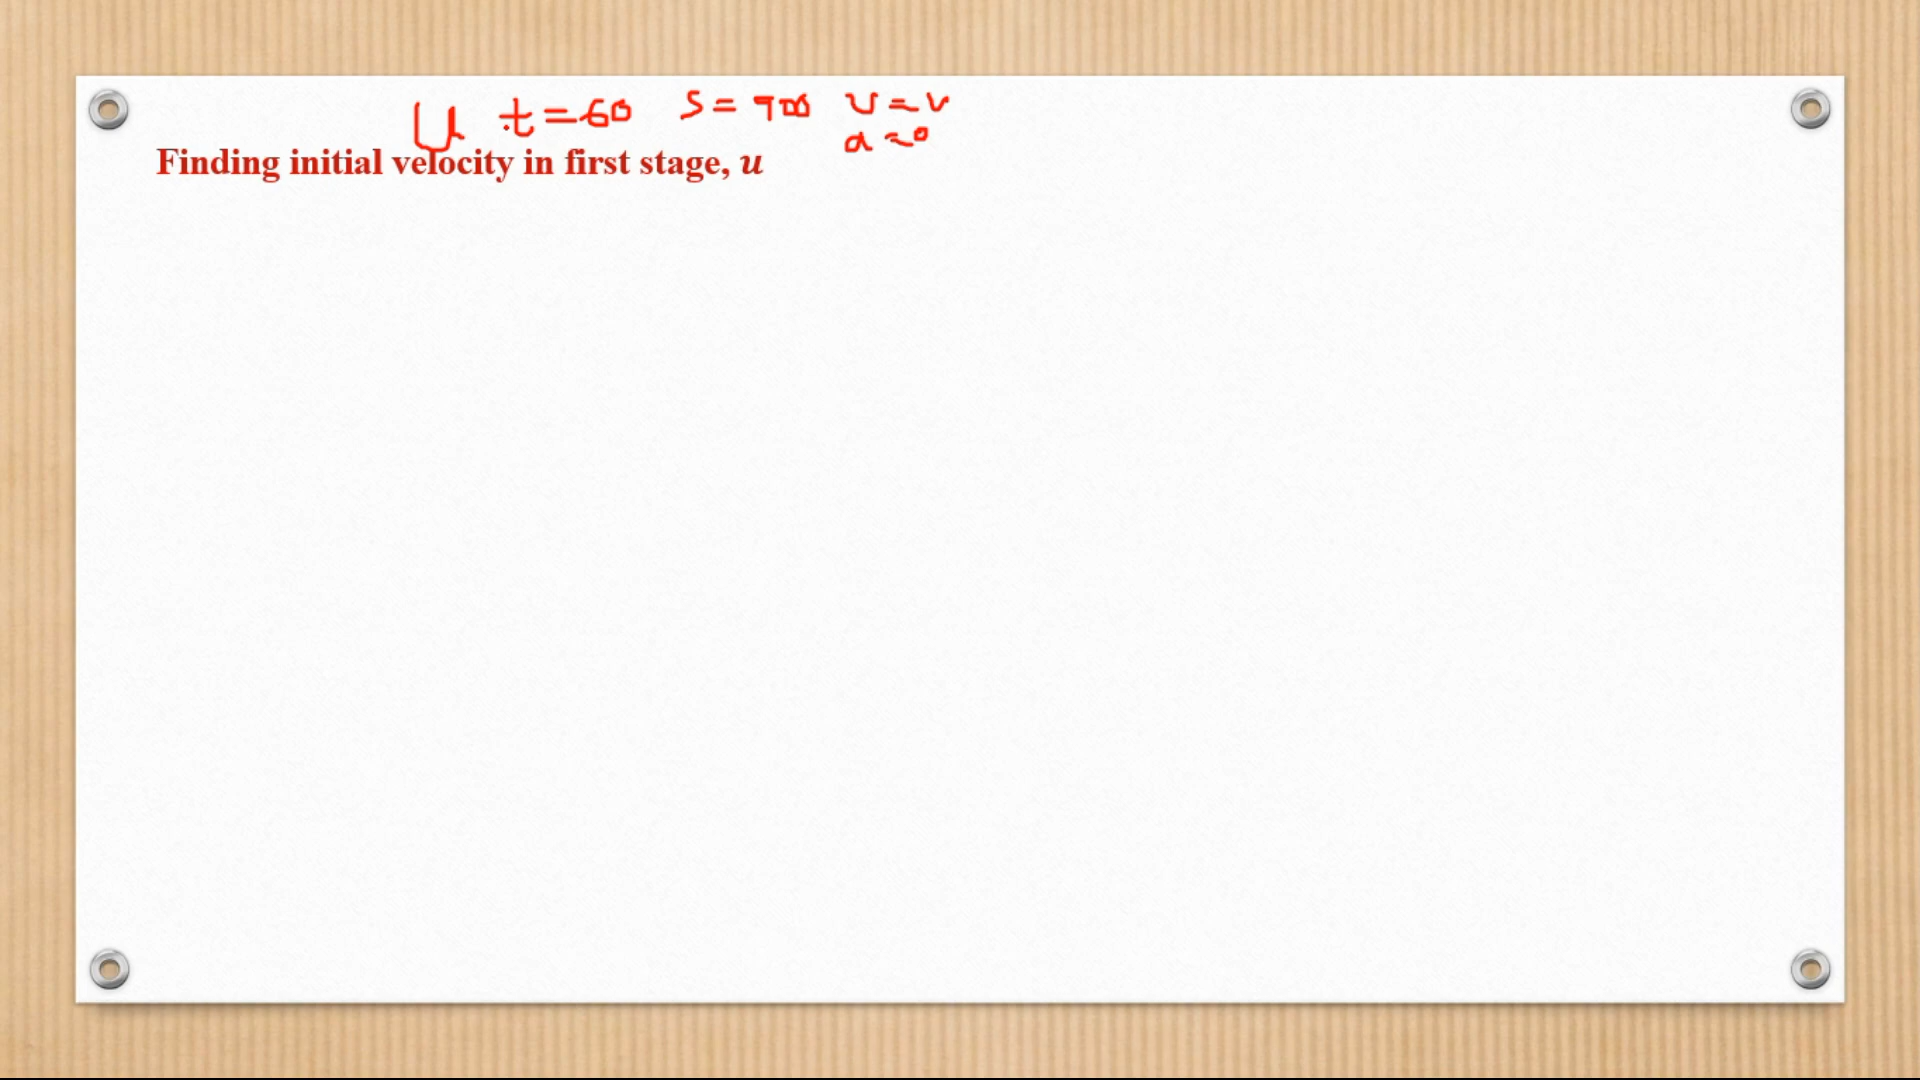 u t=60 s=900 v=v
a=0
Finding initial velocity in first stage, u